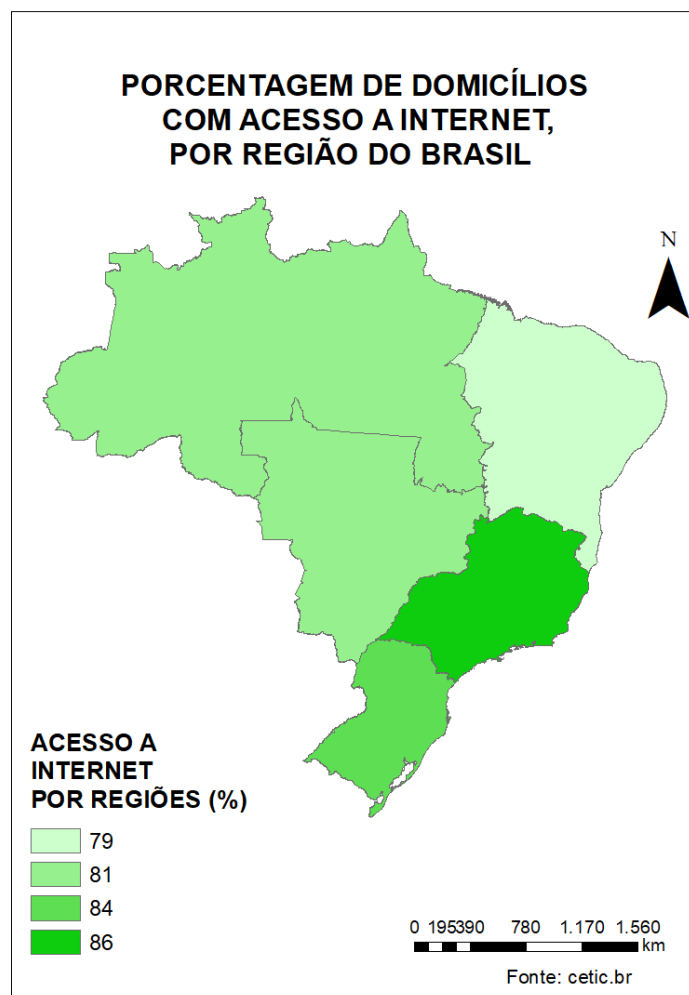 PORCENTAGEM DE DOMICÍLIOS
COM ACESSO A INTERNET,
POR REGIÃO DO BRASIL
N
ACESSO A
INTERNET
POR REGIÕES (%)
79
81
84
86
0 195390 780 1.170 1.560
km
Fonte: cetic.br